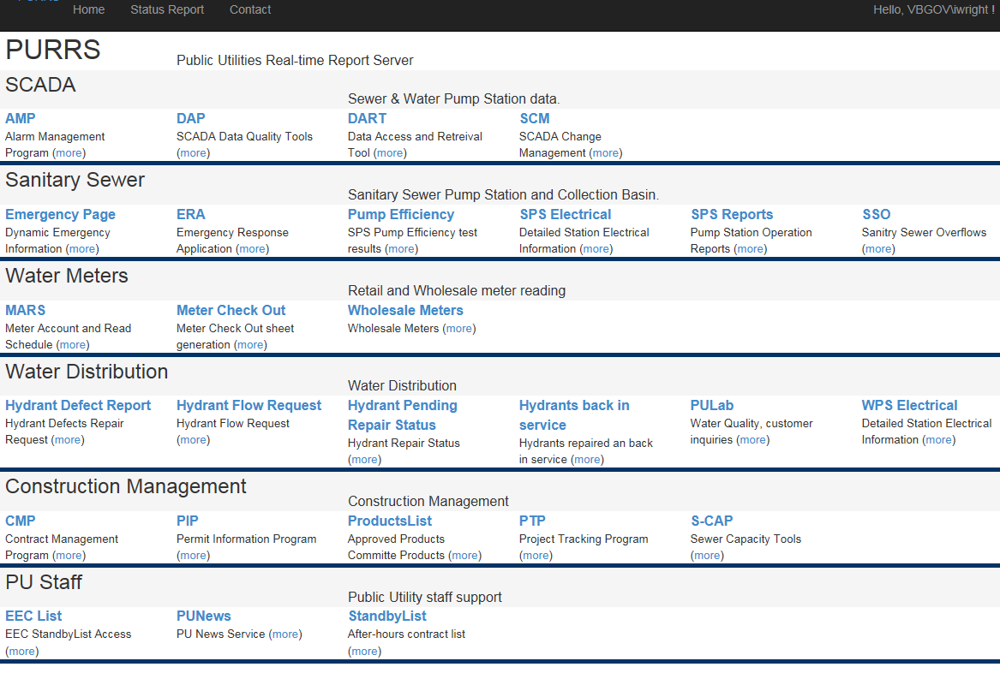 Home Status Report Contact Hello, VBGOV\iwright !
PURRS
Public Utilities Real-time Report Server
SCADA
Sewer & Water Pump Station data.
AMP
Alarm Management
Program (more)
DAP
SCADA Data Quality Tools
(more)
DART
Data Access and Retreival
Tool (more)
SCM
SCADA Change
Management (more)
Sanitary Sewer
Sanitary Sewer Pump Station and Collection Basin.
Emergency Page
Dynamic Emergency
Information (more)
ERA
Emergency Response
Application (more)
Pump Efficiency
SPS Pump Efficiency test
results (more)
SPS Electrical
Detailed Station Electrical
Information (more)
SPS Reports
Pump Station Operation
Reports (more)
SSO
Sanitry Sewer Overflows
(more)
Water Meters
Retail and Wholesale meter reading
MARS
Meter Account and Read
Schedule (more)
Meter Check Out
Meter Check Out sheet
generation (more)
Wholesale Meters
Wholesale Meters (more)
Water Distribution
Water Distribution
Hydrant Defect Report
Hydrant Defects Repair
Request (more)
Hydrant Flow Request
Hydrant Flow Request
(more)
Hydrant Pending
Repair Status
Hydrant Repair Status
(more)
Hydrants back in
service
Hydrants repaired an back
in service (more)
PULab
Water Quality, customer
inquiries (more)
WPS Electrical
Detailed Station Electrical
Information (more)
Construction Management
Construction Management
CMP
Contract Management
Program (more)
PIP
Permit Information Program
(more)
ProductsList
Approved Products
Committe Products (more)
PTP
Project Tracking Program
(more)
S-CAP
Sewer Capacity Tools
(more)
PU Staff
Public Utility staff support
EEC List
EEC StandbyList Access
(more)
PUNews
PU News Service (more)
StandbyList
After-hours contract list
(more)